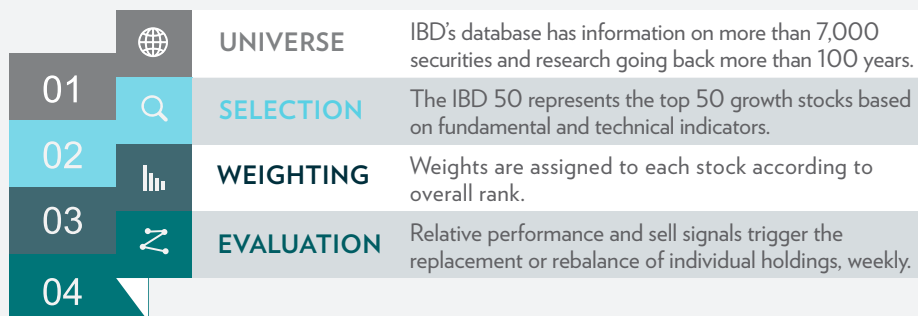 01
UNIVERSE
IBD’s database has information on more than 7,000
securities and research going back more than 100 years.
02
SELECTION
The IBD 50 represents the top 50 growth stocks based
on fundamental and technical indicators.
03
WEIGHTING
Weights are assigned to each stock according to
overall rank.
04
EVALUATION
Relative performance and sell signals trigger the
replacement or rebalance of individual holdings, weekly.